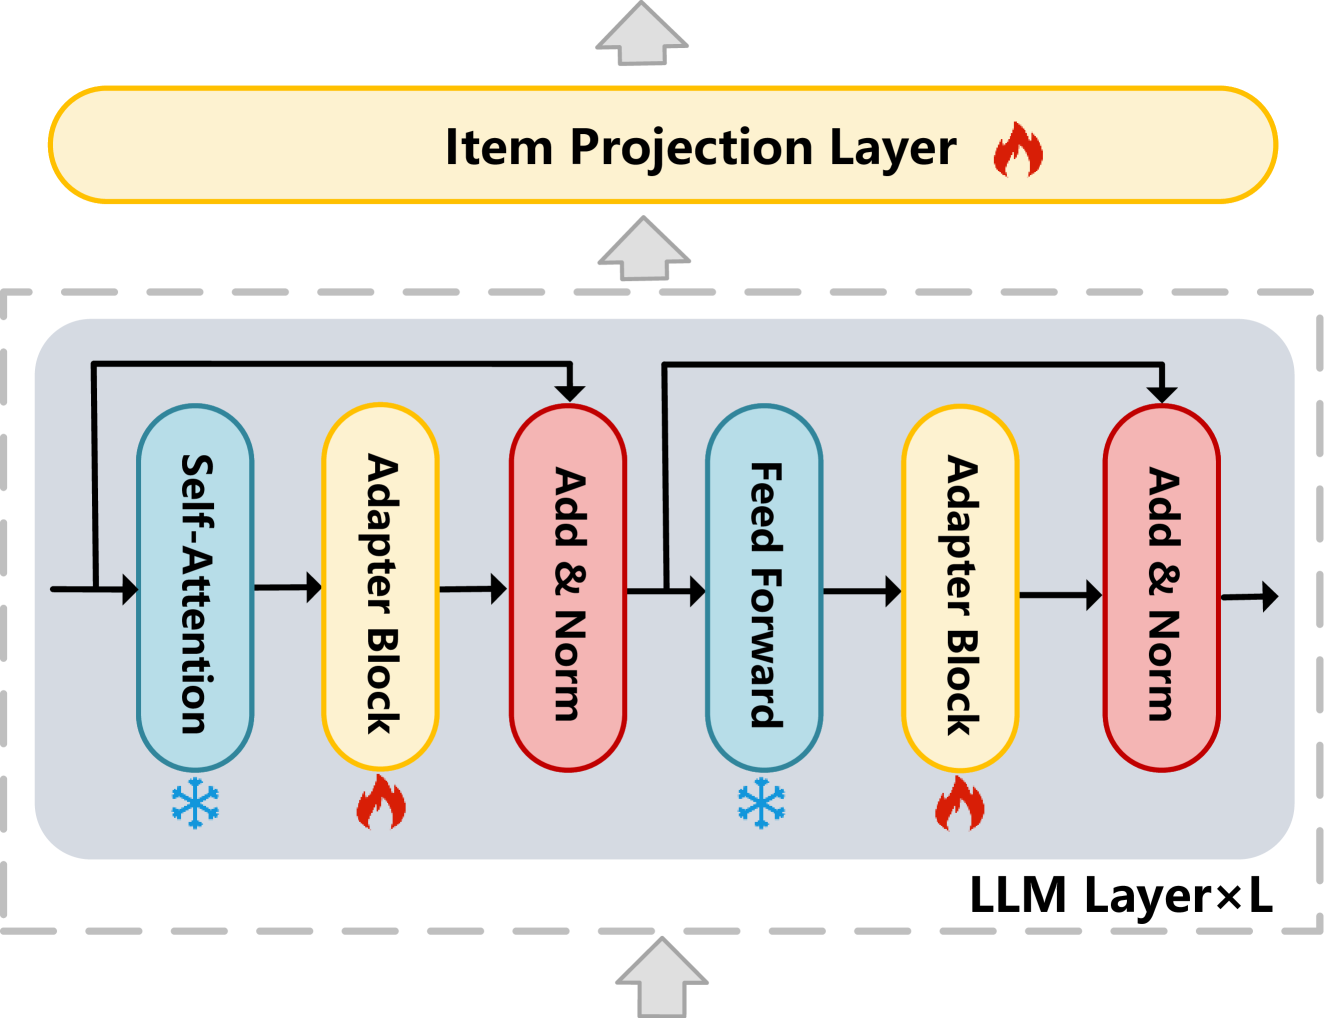 Item Projection Layer
Self-Attention
Adapter Block
Add & Norm
Feed Forward
Adapter Block
Add & Norm
LLM Layer×L